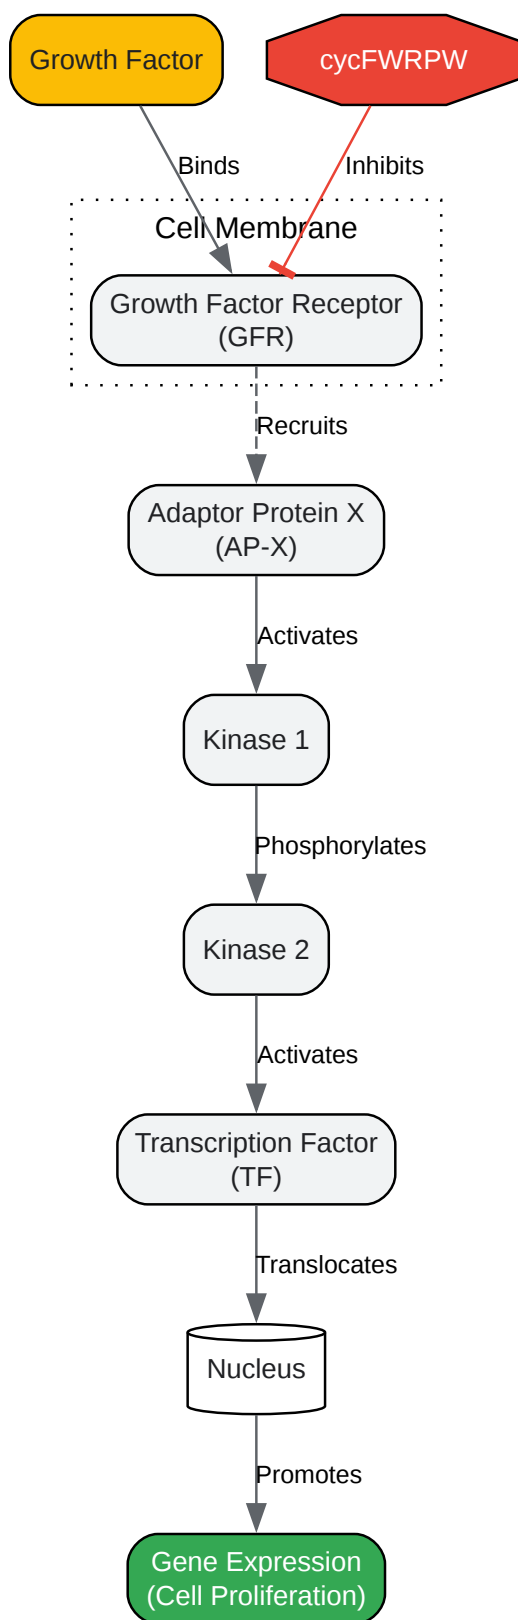 Growth Factor
cycFWRPW
Binds
Inhibits
Cell Membrane
Growth Factor Receptor
(GFR)
Recruits
Adaptor Protein X
(AP-X)
Activates
Kinase 1
Phosphorylates
Kinase 2
Activates
Transcription Factor
(TF)
Translocates
Nucleus
Promotes
Gene Expression
(Cell Proliferation)